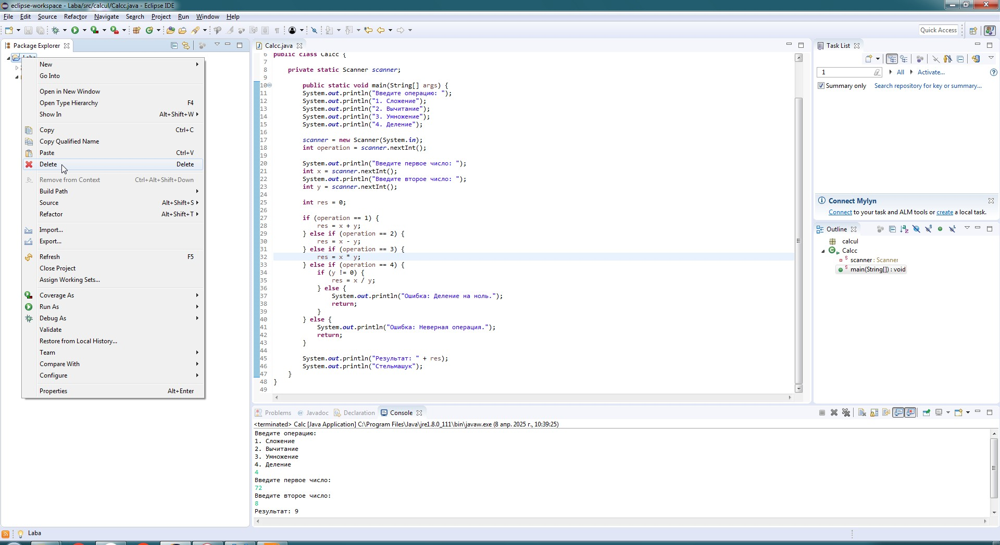 eclipse-workspace - Laba/src/calcul/Calcc.java - Eclipse IDE
File Edit Source Refactor Navigate Search Project Run Window Help
Quick Access
Package Explorer
New
Go Into
Open in New Window
Open Type Hierarchy F4
Show In Alt+Shift+W
Copy Ctrl+C
Copy Qualified Name
Paste Ctrl+V
Delete Delete
Remove from Context Ctrl+Alt+Shift+Down
Build Path
Source Alt+Shift+S
Refactor Alt+Shift+T
Import...
Export...
Refresh F5
Close Project
Assign Working Sets...
Coverage As
Run As
Debug As
Validate
Restore from Local History...
Team
Compare With
Configure
Properties Alt+Enter
Calcc.java
6 public class Calcc {
7
8 private static Scanner scanner;
9
10 public static void main(String[] args) {
11 System.out.println("Введите операцию: ");
12 System.out.println("1. Сложение");
13 System.out.println("2. Вычитание");
14 System.out.println("3. Умножение");
15 System.out.println("4. Деление");
16
17 scanner = new Scanner(System.in);
18 int operation = scanner.nextInt();
19
20 System.out.println("Введите первое число: ");
21 int x = scanner.nextInt();
22 System.out.println("Введите второе число: ");
23 int y = scanner.nextInt();
24
25 int res = 0;
26
27 if (operation == 1) {
28 res = x + y;
29 } else if (operation == 2) {
30 res = x - y;
31 } else if (operation == 3) {
32 res = x * y;
33 } else if (operation == 4) {
34 if (y != 0) {
35 res = x / y;
36 } else {
37 System.out.println("Ошибка: Деление на ноль.");
38 return;
39 }
40 } else {
41 System.out.println("Ошибка: Неверная операция.");
42 return;
43 }
44
45 System.out.println("Результат: " + res);
46 System.out.println("Стельмашук");
47 }
48 }
49
Task List
1 All Activate...
Summary only Search repository for key or summary...
Connect Mylyn
Connect to your task and ALM tools or create a local task.
Outline
calcul
Calcc
scanner : Scanner
main(String[]) : void
Problems Javadoc Declaration Console
<terminated> Calc [Java Application] C:\Program Files\Java\jre1.8.0_111\bin\javaw.exe (8 апр. 2025 г., 10:39:25)
Введите операцию:
1. Сложение
2. Вычитание
3. Умножение
4. Деление
4
Введите первое число:
72
Введите второе число:
8
Результат: 9
Laba